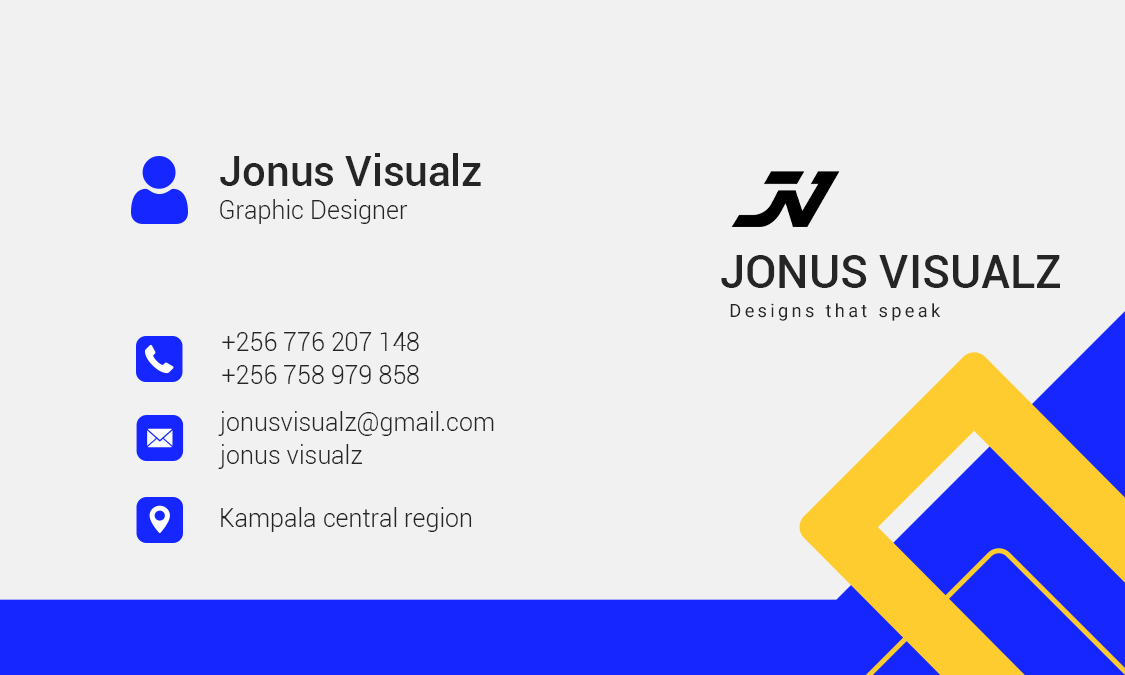 Jonus Visualz
Graphic Designer
+256 776 207 148
+256 758 979 858
jonusvisualz@gmail.com
jonus visualz
Kampala central region
JN
JONUS VISUALZ
Designs that speak